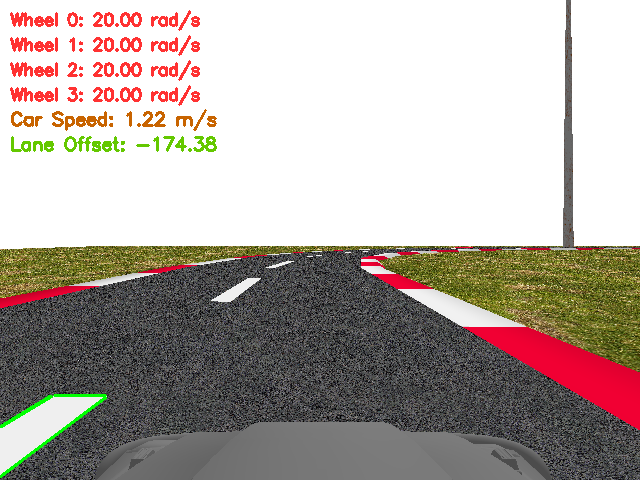 Wheel 0: 20.00 rad/s
Wheel 1: 20.00 rad/s
Wheel 2: 20.00 rad/s
Wheel 3: 20.00 rad/s
Car Speed: 1.22 m/s
Lane Offset: -174.38